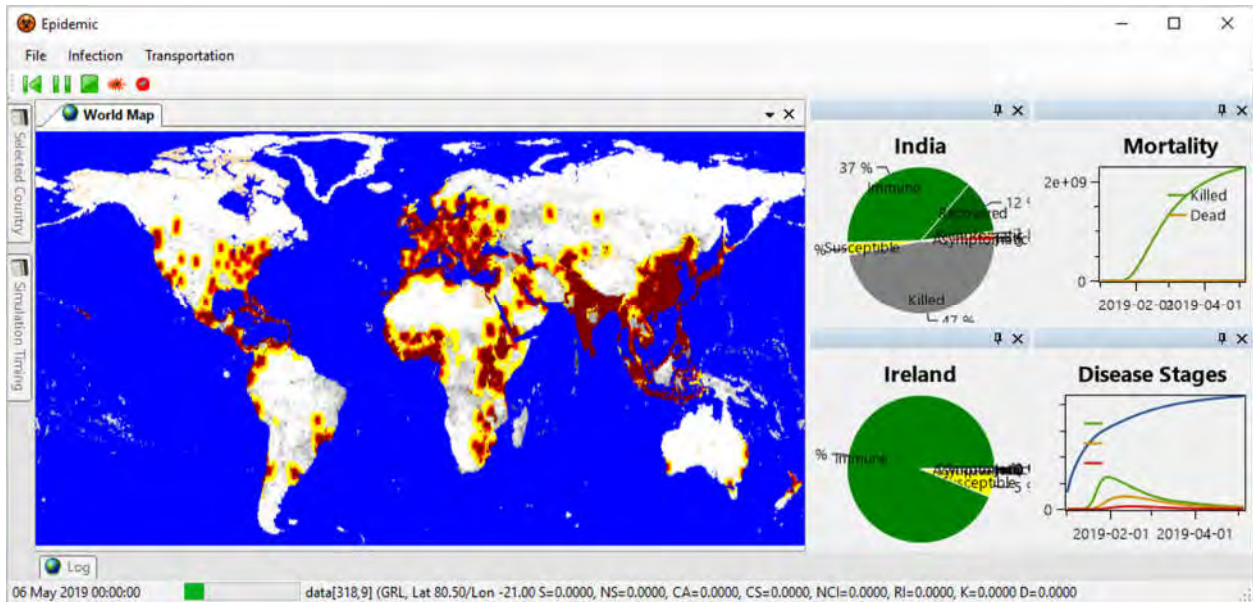 Epidemic
File Infection Transportation
Selected Country
Simulation Timing
World Map
India
37 %
Immune
12 %
Recovered
Asymptomatic
%
Susceptible
Killed
47 %
Mortality
2e+09
Killed
Dead
0
2019-02-01
2019-04-01
Ireland
%
Immune
Susceptible
5 %
Disease Stages
0
2019-02-01 2019-04-01
Log
06 May 2019 00:00:00 data[318,9] (GRL, Lat 80.50/Lon -21.00 S=0.0000, NS=0.0000, CA=0.0000, CS=0.0000, NCI=0.0000, RI=0.0000, K=0.0000 D=0.0000